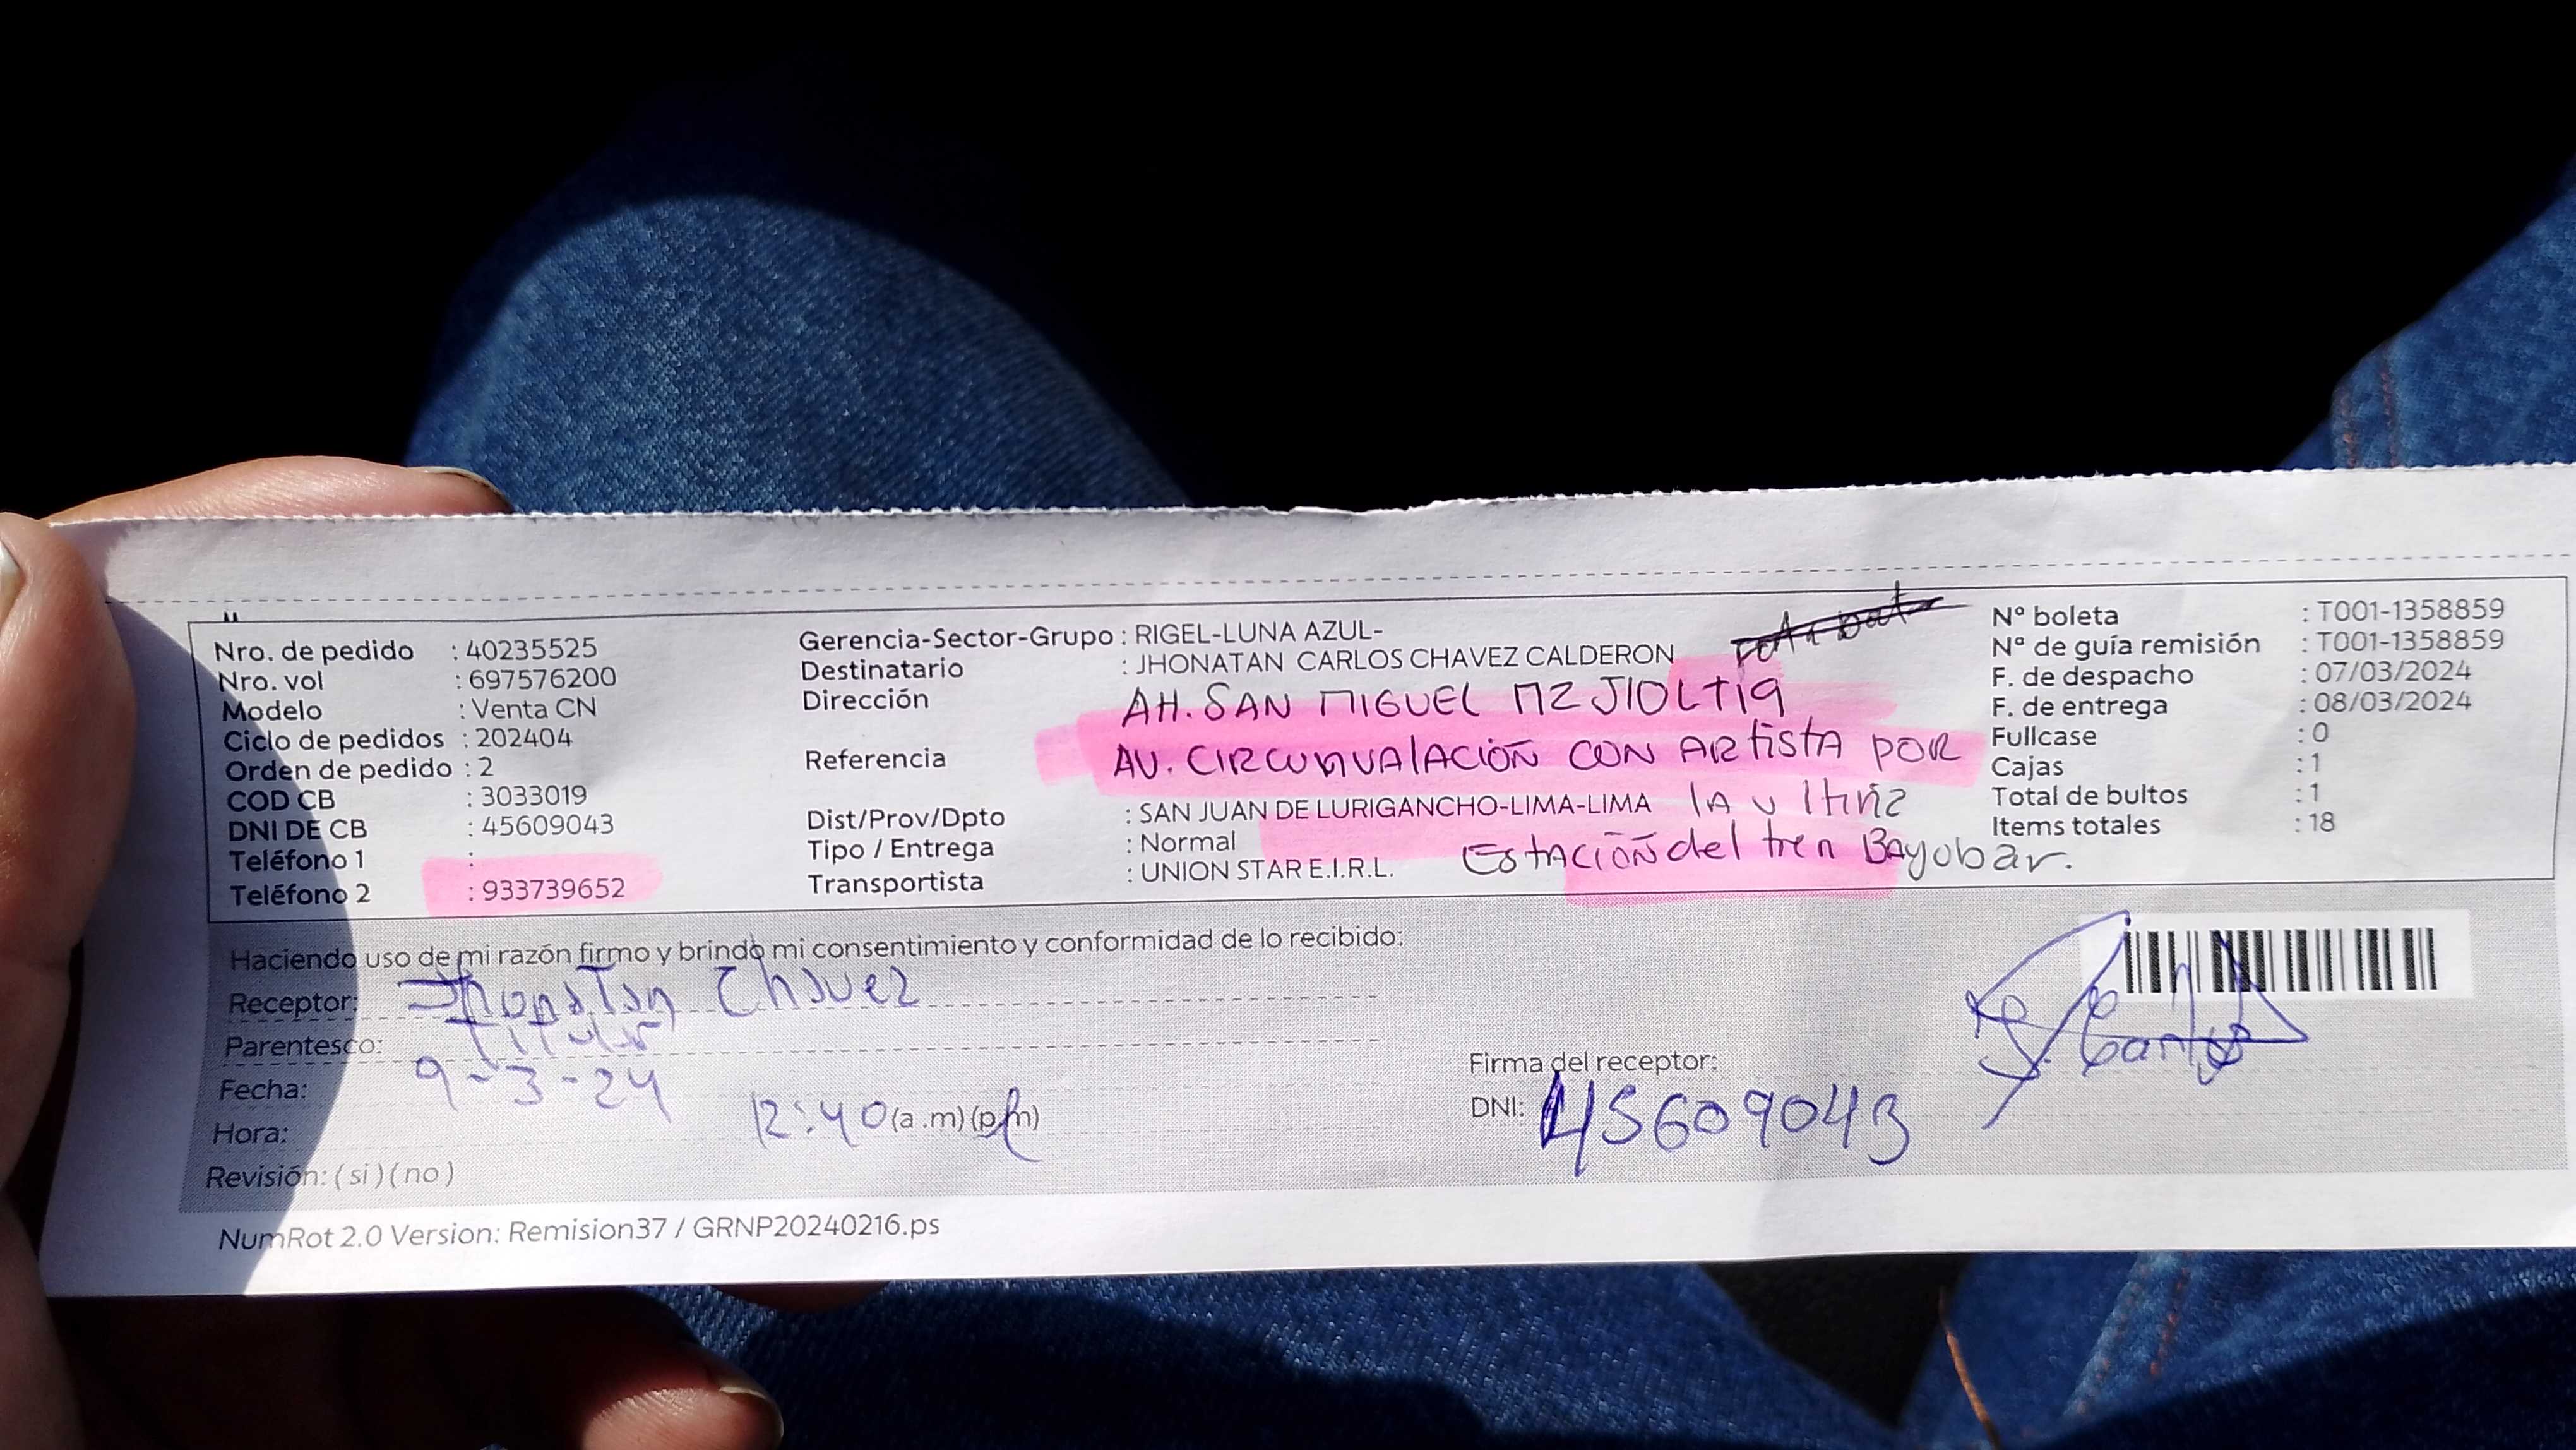 Nro. de pedido : 40235525
Nro. vol : 697576200
Modelo : Venta CN
Ciclo de pedidos : 202404
Orden de pedido : 2
COD CB : 3033019
DNI DE CB : 45609043
Teléfono 1 :
Teléfono 2 : 933739652
Gerencia-Sector-Grupo : RIGEL-LUNA AZUL-
Destinatario : JHONATAN CARLOS CHAVEZ CALDERON
Dirección AH. SAN MIGUEL MZ J10 LT19
Referencia AV. CIRCUNVALACIÓN CON ARTISTA POR
Dist/Prov/Dpto : SAN JUAN DE LURIGANCHO-LIMA-LIMA LA
Tipo / Entrega : Normal
EstACIÓN del tren BAyobar.
Transportista : UNION STAR E.I.R.L.
Nº boleta : T001-1358859
Nº de guía remisión : T001-1358859
F. de despacho : 07/03/2024
F. de entrega : 08/03/2024
Fullcase : 0
Cajas : 1
Total de bultos : 1
Items totales : 18
Haciendo uso de mi razón firmo y brindo mi consentimiento y conformidad de lo recibido:
Receptor: Jhonatan Chavez
Parentesco: Titular
Fecha: 9-3-24
Hora: 12:40 (a .m) (p.m)
Revisión: ( si ) ( no )
Firma del receptor:
DNI: 45609043
NumRot 2.0 Version: Remision37 / GRNP20240216.ps